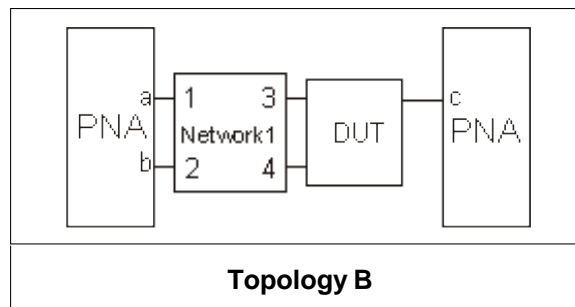 PNA
a
b
1 3
Network1
2 4
DUT
c
PNA
Topology B